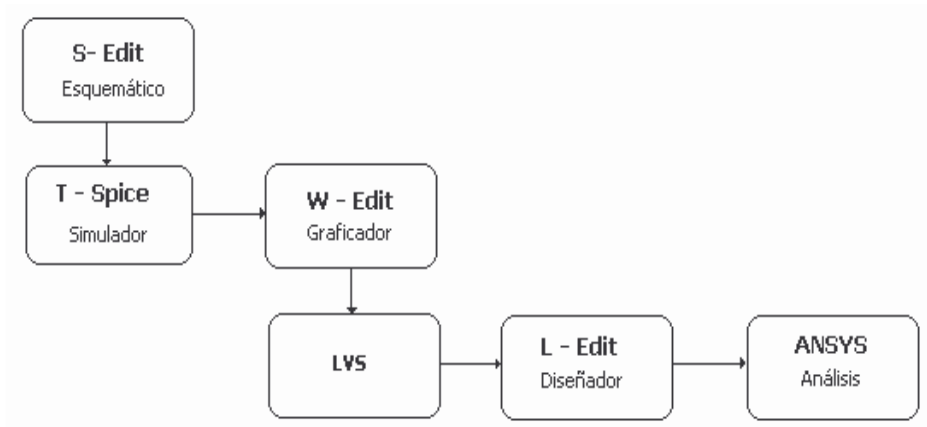 S- Edit
Esquemático
T - Spice
Simulador
W - Edit
Graficador
LVS
L - Edit
Diseñador
ANSYS
Análisis